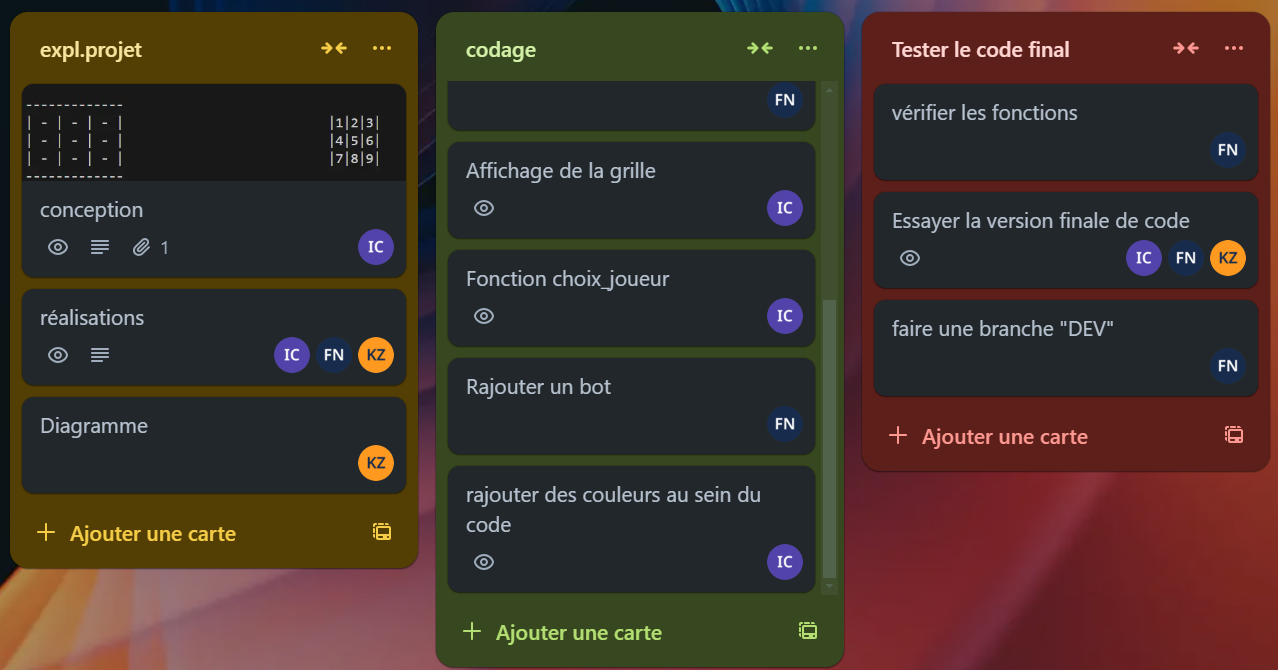 expl.projet
-------------
| - | - | - | |1|2|3|
| - | - | - | |4|5|6|
| - | - | - | |7|8|9|
-------------
conception
1 IC
réalisations
IC FN KZ
Diagramme
KZ
Ajouter une carte
codage
FN
Affichage de la grille
IC
Fonction choix_joueur
IC
Rajouter un bot
FN
rajouter des couleurs au sein du
code
IC
Ajouter une carte
Tester le code final
vérifier les fonctions
FN
Essayer la version finale de code
IC FN KZ
faire une branche "DEV"
FN
Ajouter une carte